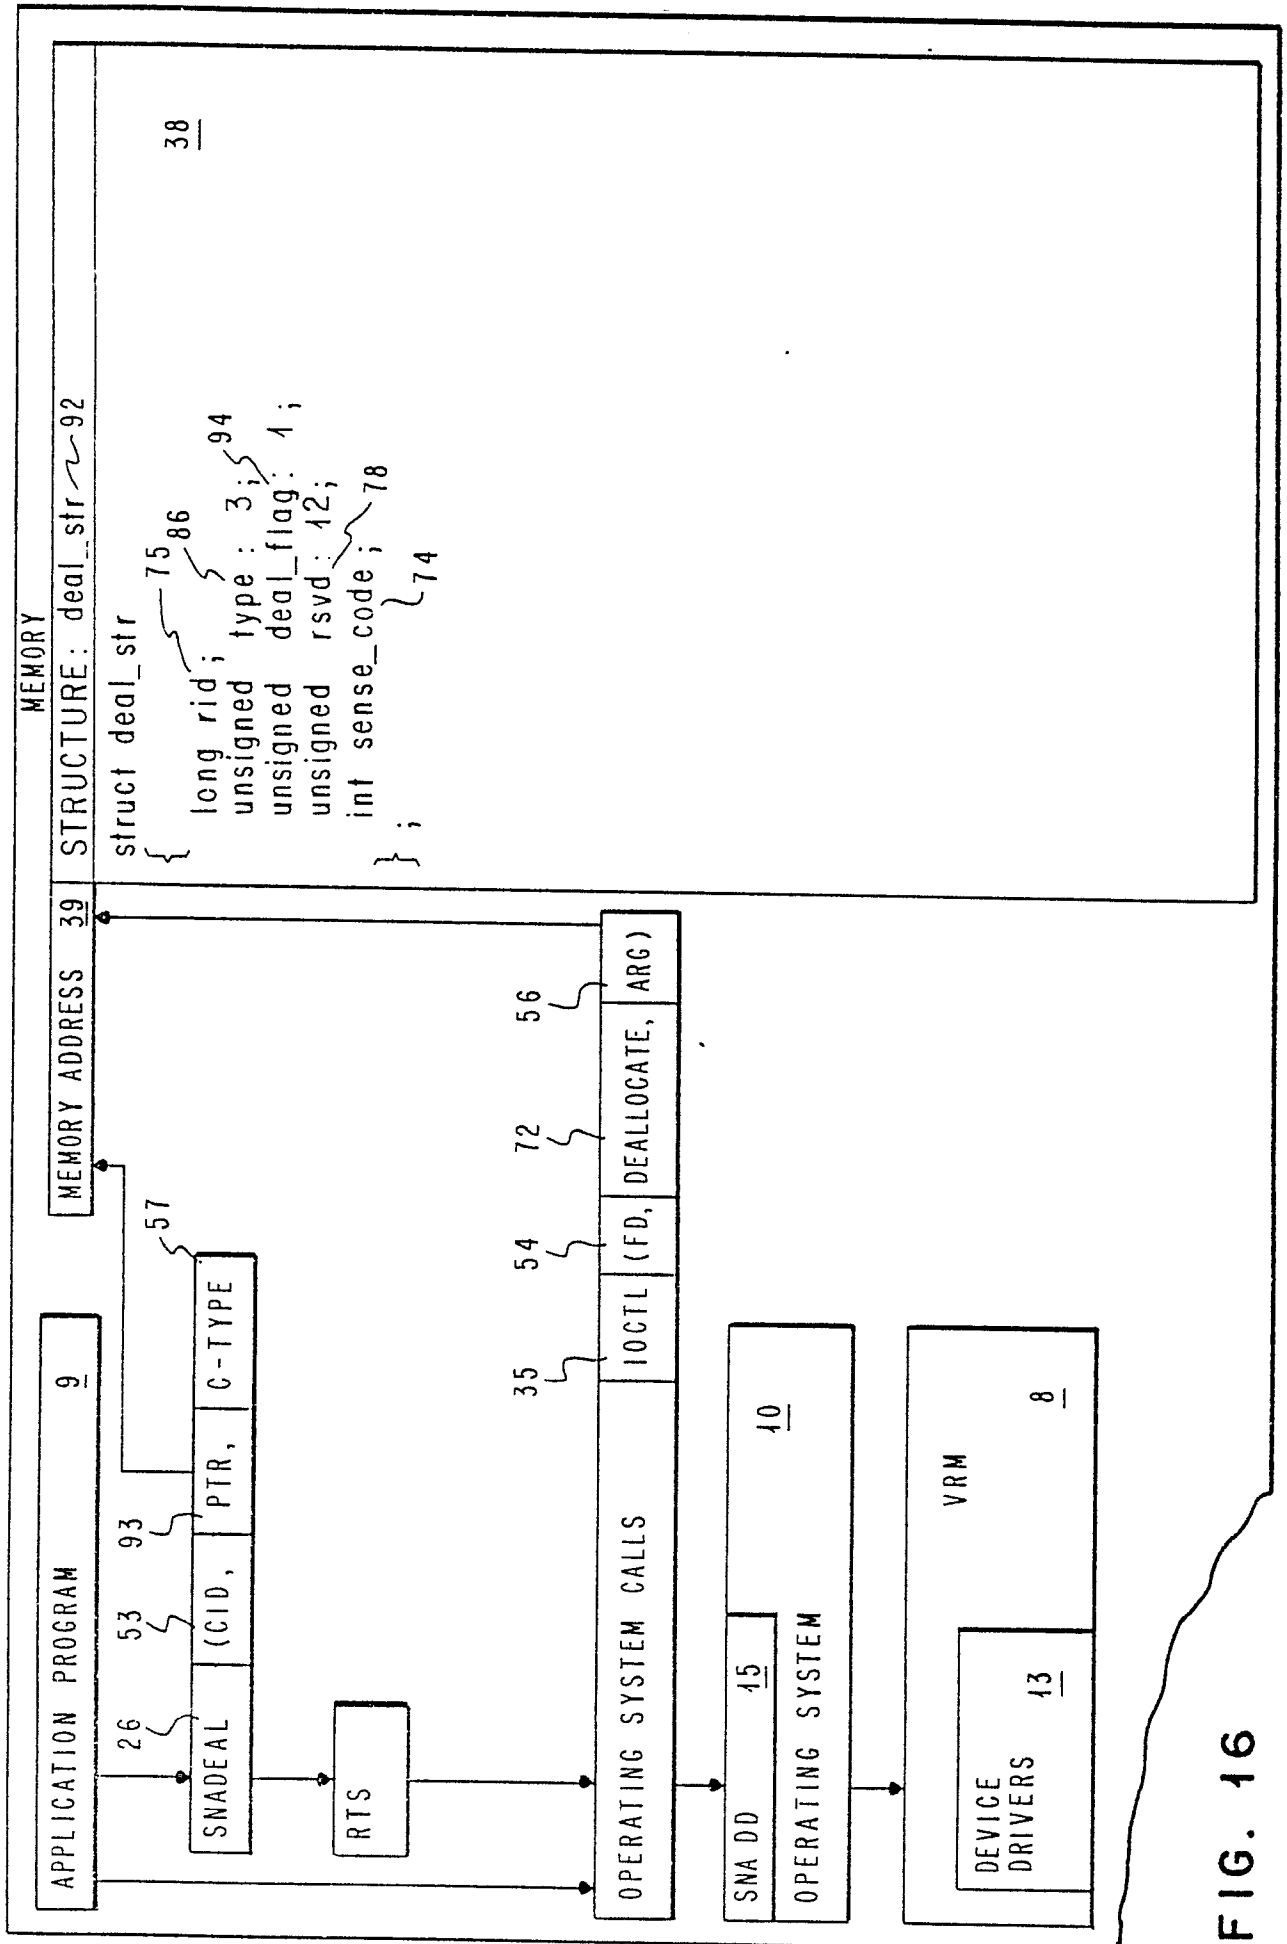 MEMORY
APPLICATION PROGRAM 9
MEMORY ADDRESS 39
STRUCTURE: deal_str 92
26
53
93
57
SNADEAL (CID, PTR, C-TYPE
RTS
struct deal_str
{
75
86
94
long rid;
unsigned type : 3;
unsigned deal_flag : 1;
unsigned rsvd : 12;
int sense_code;
78
74
};
38
35
54
72
56
OPERATING SYSTEM CALLS IOCTL (FD, DEALLOCATE, ARG)
SNA DD 15
10
OPERATING SYSTEM
VRM
8
DEVICE
DRIVERS
13
FIG. 16